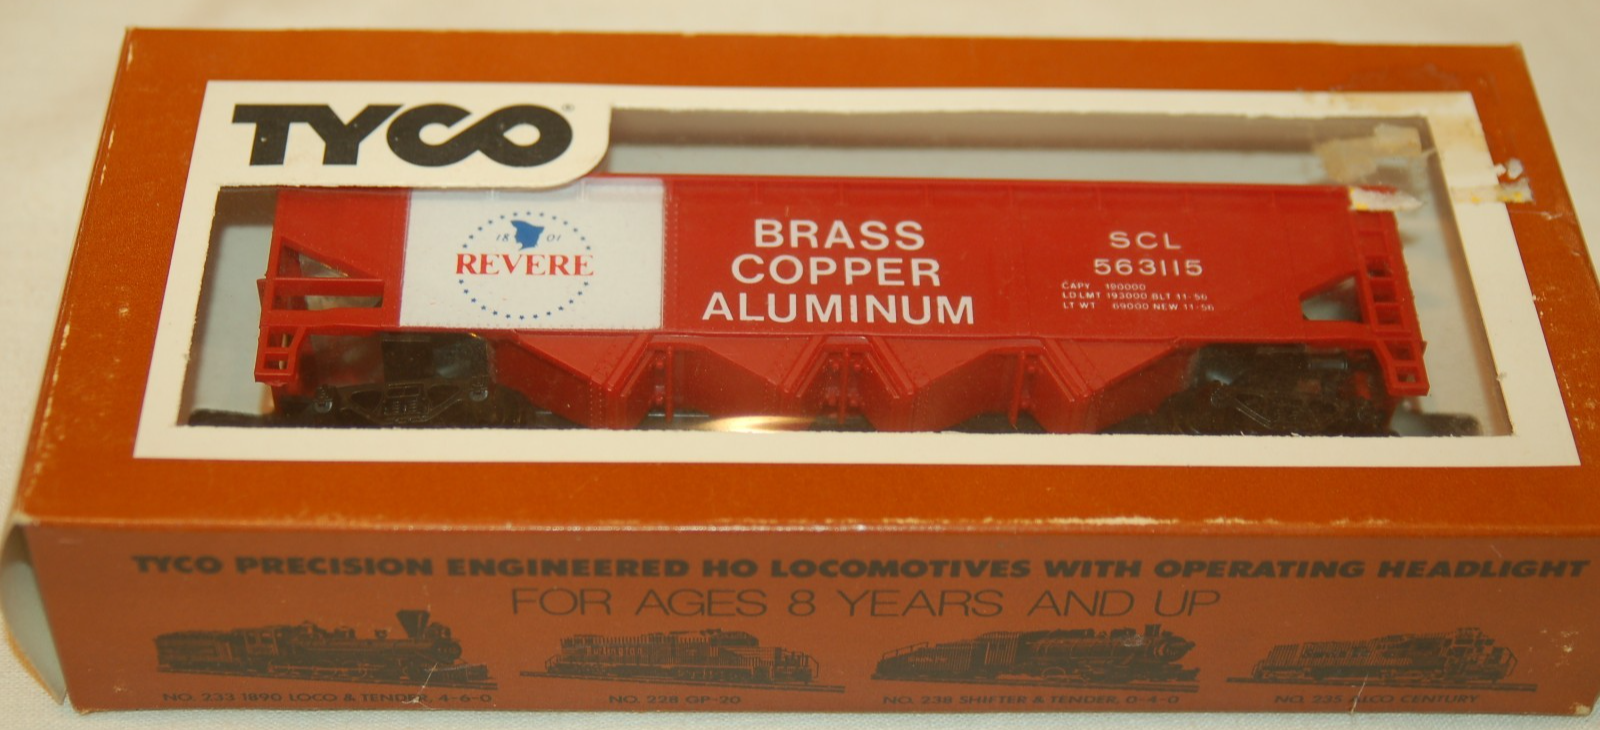 TYCO®
18 01
REVERE
BRASS
COPPER
ALUMINUM
SCL
563115
CAPY 190000
LD LMT 193000 BLT 11-56
LT WT 69000 NEW 11-56
TYCO PRECISION ENGINEERED HO LOCOMOTIVES WITH OPERATING HEADLIGHT
FOR AGES 8 YEARS AND UP
NO. 233 1890 LOCO & TENDER, 4-6-0
NO. 228 GP-20
NO. 238 SHIFTER & TENDER, 0-4-0
NO. 235 ALCO CENTURY